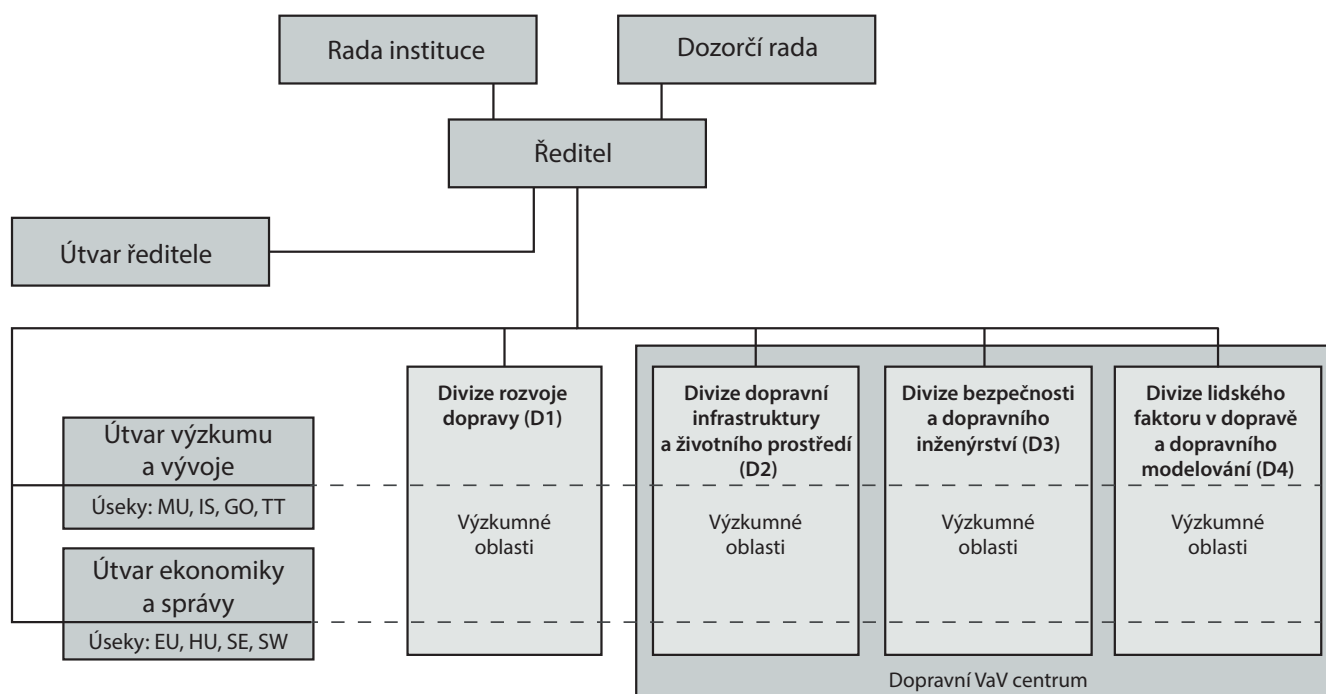 Rada instituce
Dozorčí rada
Ředitel
Útvar ředitele
Útvar výzkumu
a vývoje
Úseky: MU, IS, GO, TT
Útvar ekonomiky
a správy
Úseky: EU, HU, SE, SW
Divize rozvoje
dopravy (D1)
Výzkumné
oblasti
Divize dopravní
infrastruktury
a životního prostředí
(D2)
Výzkumné
oblasti
Divize bezpečnosti
a dopravního
inženýrství (D3)
Výzkumné
oblasti
Divize lidského
faktoru v dopravě
a dopravního
modelování (D4)
Výzkumné
oblasti
Dopravní VaV centrum